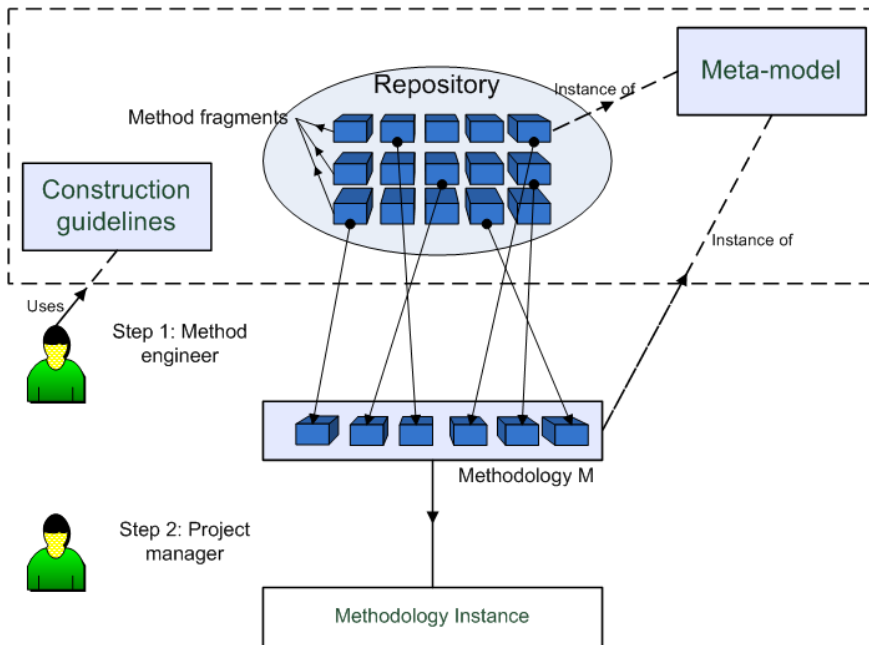 Repository
Instance of
Meta-model
Method fragments
Construction
guidelines
Instance of
Uses
Step 1: Method
engineer
Methodology M
Step 2: Project
manager
Methodology Instance